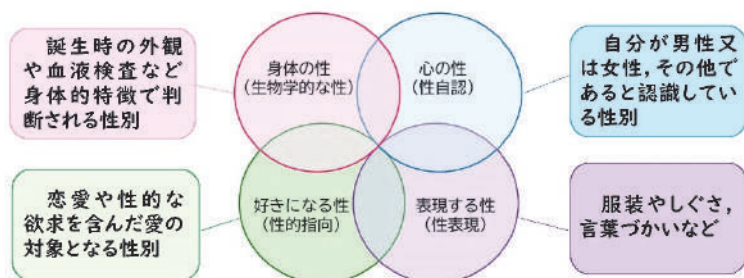 誕生時の外観
や血液検査など
身体的特徴で判
断される性別
身体の性
（生物学的な性）
心の性
（性自認）
自分が男性又
は女性，その他で
あると認識してい
る性別
恋愛や性的な
欲求を含んだ愛の
対象となる性別
好きになる性
（性的指向）
表現する性
（性表現）
服装やしぐさ，
言葉づかいなど